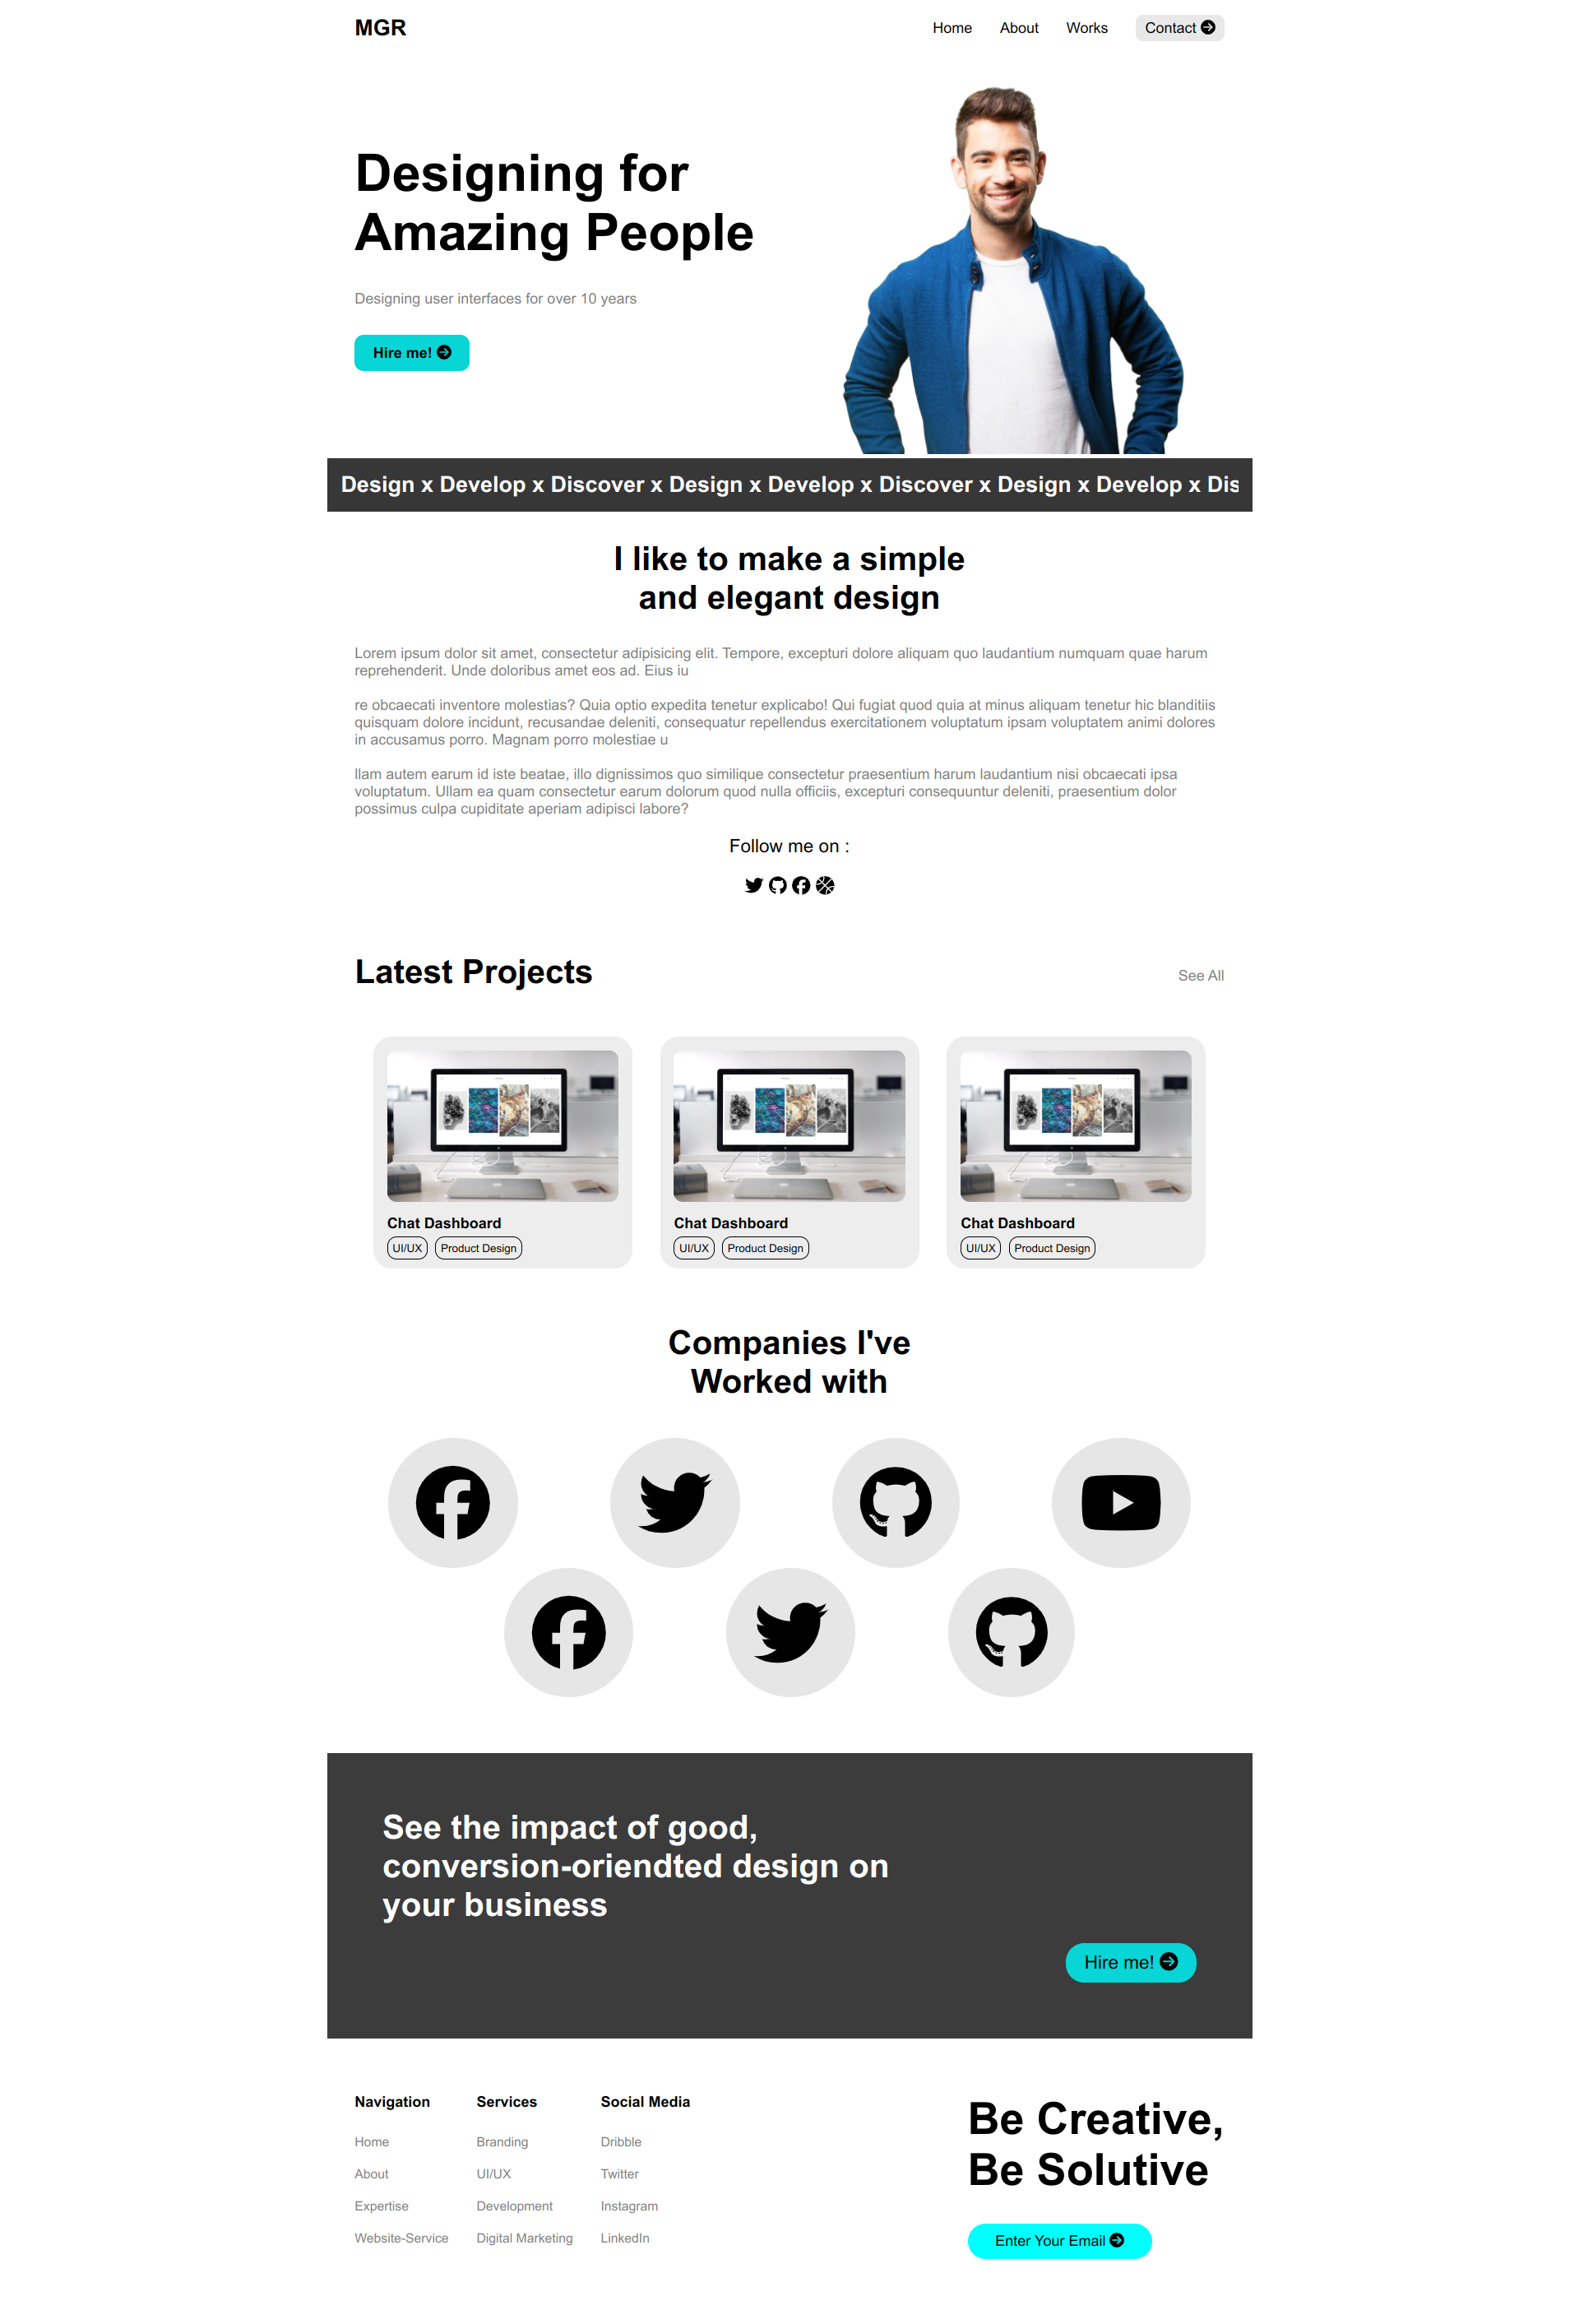 MGR
Home About Works Contact
Designing for
Amazing People
Designing user interfaces for over 10 years
Hire me!
Design x Develop x Discover x Design x Develop x Discover x Design x Develop x Dis
I like to make a simple
and elegant design
Lorem ipsum dolor sit amet, consectetur adipisicing elit. Tempore, excepturi dolore aliquam quo laudantium numquam quae harum
reprehenderit. Unde doloribus amet eos ad. Eius iu
re obcaecati inventore molestias? Quia optio expedita tenetur explicabo! Qui fugiat quod quia at minus aliquam tenetur hic blanditiis
quisquam dolore incidunt, recusandae deleniti, consequatur repellendus exercitationem voluptatum ipsam voluptatem animi dolores
in accusamus porro. Magnam porro molestiae u
llam autem earum id iste beatae, illo dignissimos quo similique consectetur praesentium harum laudantium nisi obcaecati ipsa
voluptatum. Ullam ea quam consectetur earum dolorum quod nulla officiis, excepturi consequuntur deleniti, praesentium dolor
possimus culpa cupiditate aperiam adipisci labore?
Follow me on :
Latest Projects
See All
Chat Dashboard
UI/UX Product Design
Chat Dashboard
UI/UX Product Design
Chat Dashboard
UI/UX Product Design
Companies I've
Worked with
See the impact of good,
conversion-oriendted design on
your business
Hire me!
Navigation
Home
About
Expertise
Website-Service
Services
Branding
UI/UX
Development
Digital Marketing
Social Media
Dribble
Twitter
Instagram
LinkedIn
Be Creative,
Be Solutive
Enter Your Email